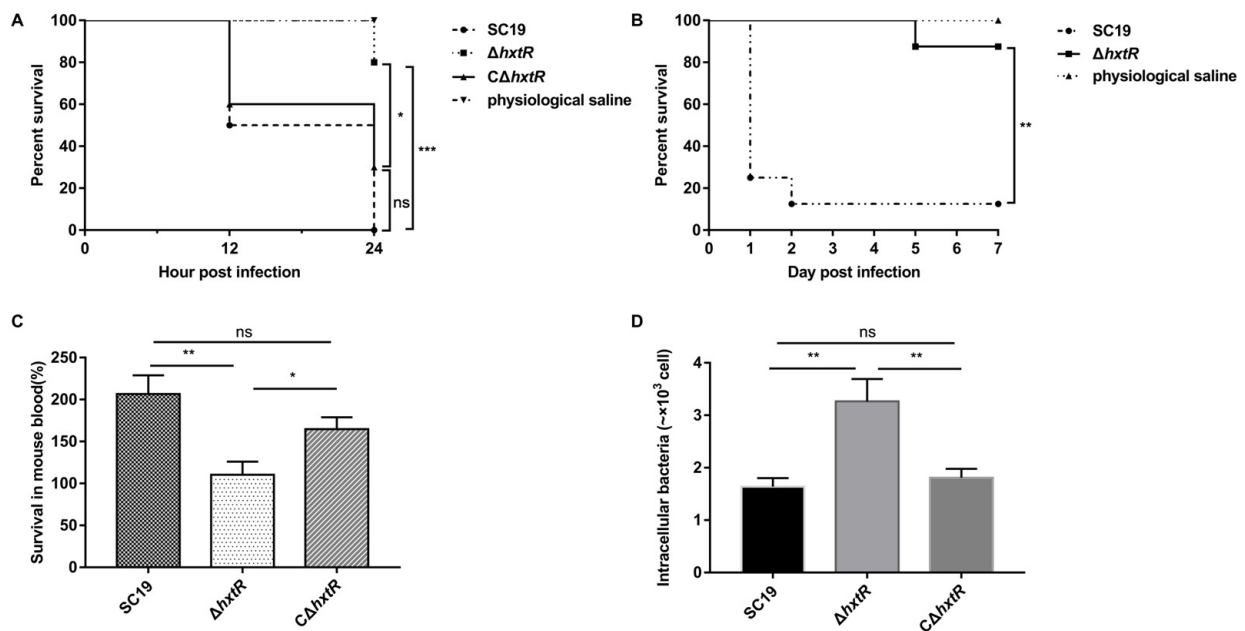 A
Percent survival
100
80
60
40
20
0
0
12
24
Hour post infection
*
***
ns
SC19
ΔhxtR
CΔhxtR
physiological saline
B
Percent survival
100
80
60
40
20
0
0
1
2
3
4
5
6
7
Day post infection
**
SC19
ΔhxtR
physiological saline
C
Survival in mouse blood(%)
250
200
150
100
50
0
ns
**
*
SC19
ΔhxtR
CΔhxtR
D
Intracellular bacteria (~×10³ cell)
4
3
2
1
0
ns
**
**
SC19
ΔhxtR
CΔhxtR